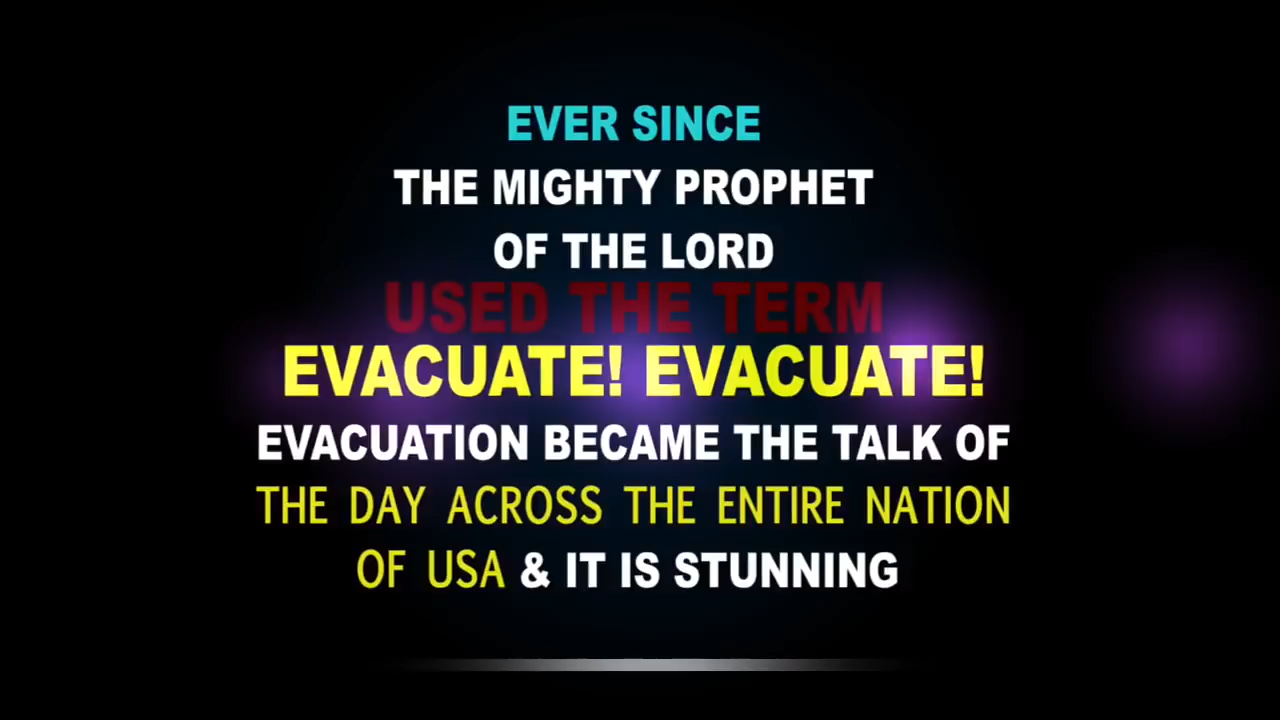 EVER SINCE
THE MIGHTY PROPHET
OF THE LORD
USED THE TERM
EVACUATE! EVACUATE!
EVACUATION BECAME THE TALK OF
THE DAY ACROSS THE ENTIRE NATION
OF USA & IT IS STUNNING